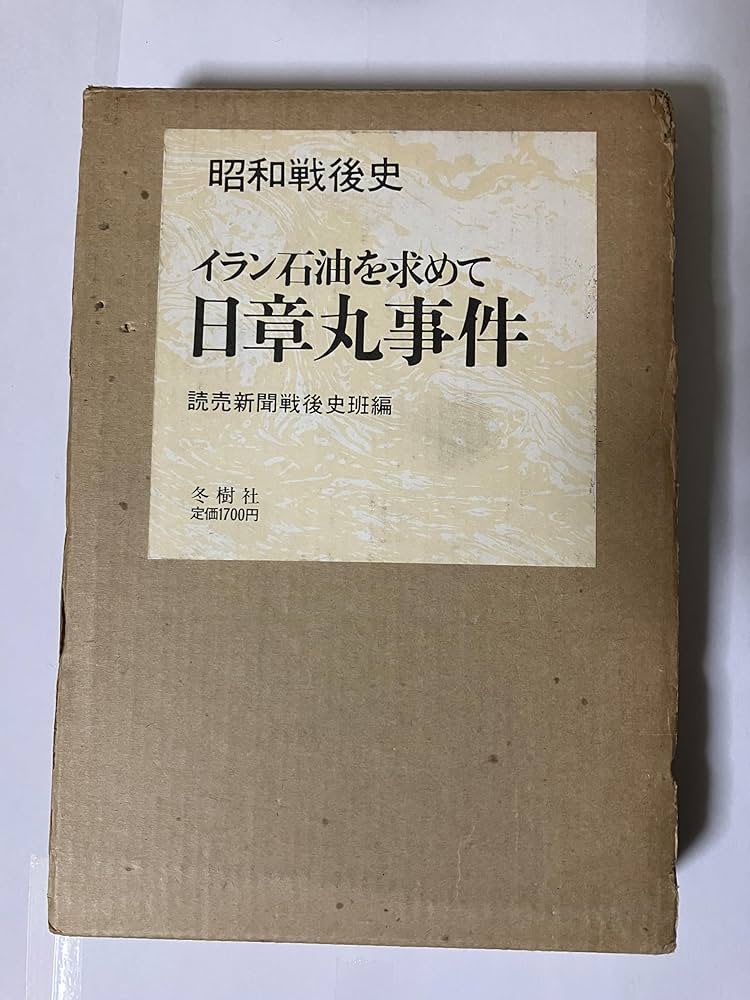 昭和戦後史
イラン石油を求めて
日章丸事件
読売新聞戦後史班編
冬樹社
定価1700円